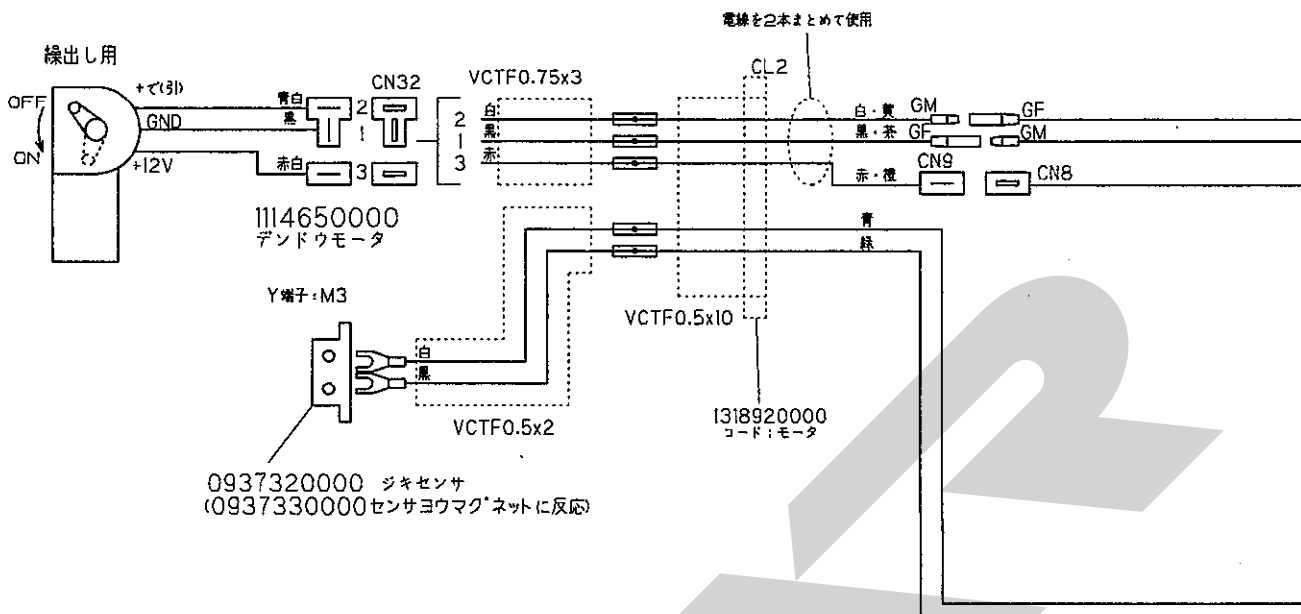 電線を2本まとめて使用
繰出し用
OFF
ON
+で(引)
GND
+12V
青白
黒
赤白
2
1
3
CN32
2
1
3
VCTF0.75x3
白
黒
赤
CL2
白・黄
黒・茶
赤・橙
GM
GF
GF
GM
CN9
CN8
1114650000
デンドウモータ
青
緑
Y端子:M3
白
黒
VCTF0.5x10
VCTF0.5x2
1318920000
コード;モータ
0937320000 ジキセンサ
(0937330000センサヨウマグネットに反応)